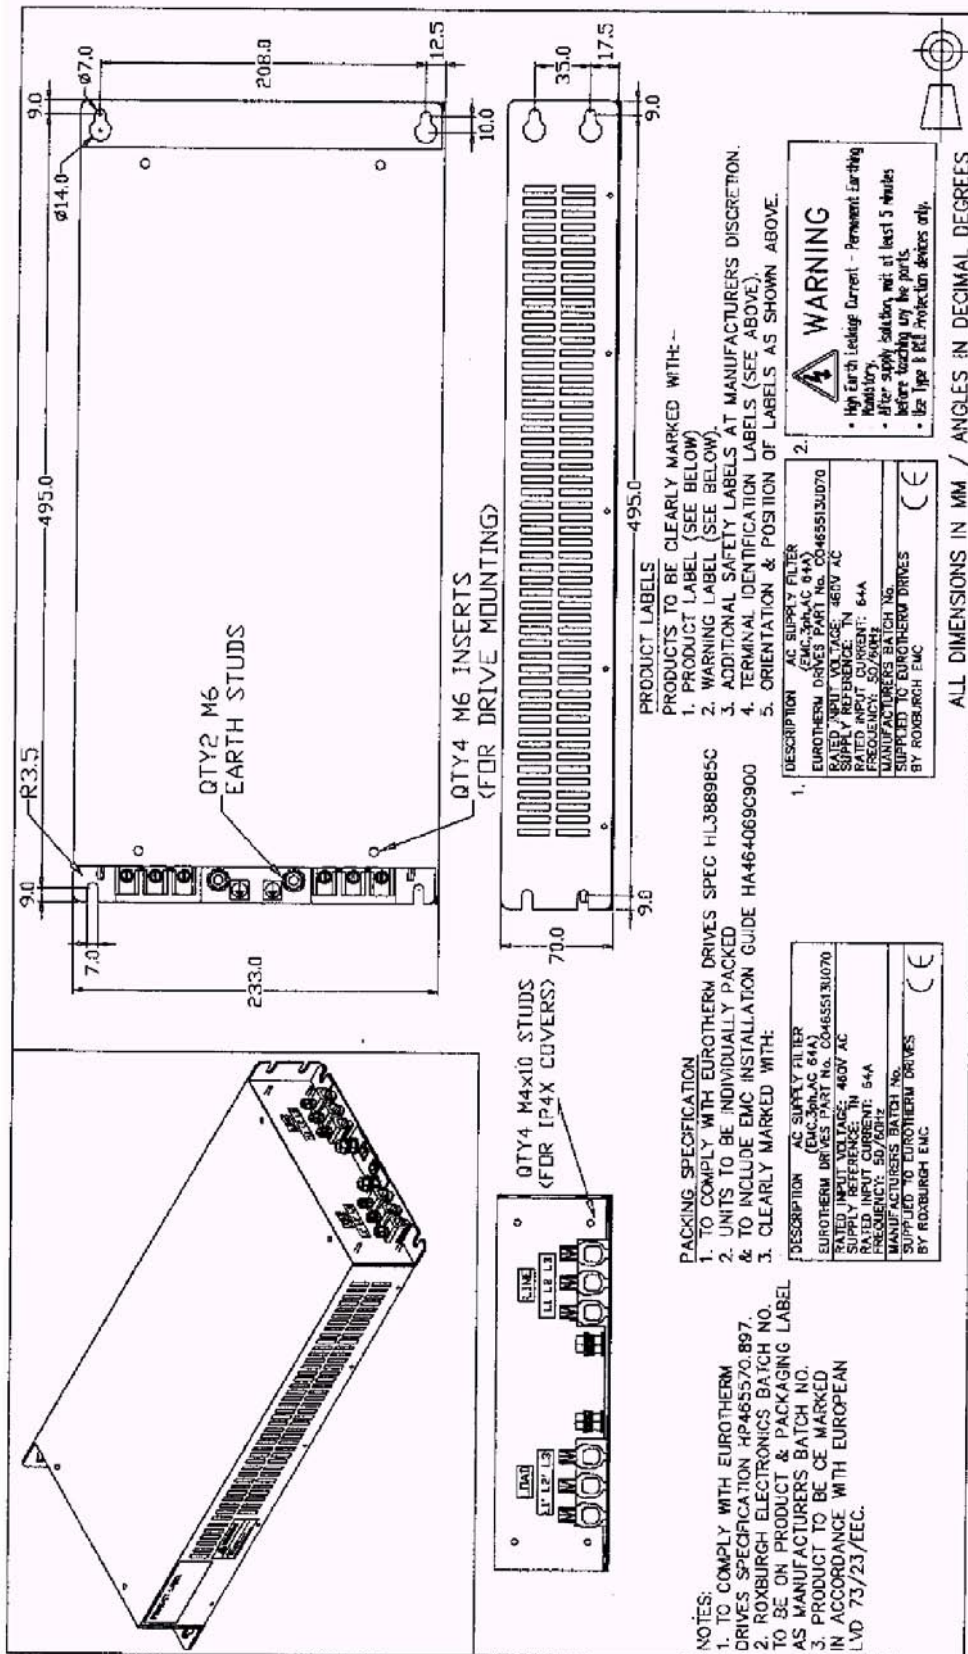 9.0
495.0
9.0
ø7.0
ø14.0
R3.5
7.0
233.0
208.0
12.5
10.0
QTY2 M6
EARTH STUDS
QTY4 M6 INSERTS
(FOR DRIVE MOUNTING)
35.0
17.5
70.0
9.0
495.0
9.0
QTY4 M4x10 STUDS
(FOR IP4X COVERS)
LOAD
L1' L2' L3'
LINE
L1 L2 L3
NOTES:
1. TO COMPLY WITH EUROTHERM
DRIVES SPECIFICATION HP465570.897.
2. ROXBURGH ELECTRONICS BATCH NO.
TO BE ON PRODUCT & PACKAGING LABEL
AS MANUFACTURERS BATCH NO.
3. PRODUCT TO BE CE MARKED
IN ACCORDANCE WITH EUROPEAN
LVD 73/23/EEC.
PACKING SPECIFICATION
1. TO COMPLY WITH EUROTHERM DRIVES SPEC HL388985C
2. UNITS TO BE INDIVIDUALLY PACKED
& TO INCLUDE EMC INSTALLATION GUIDE HA464069C900
3. CLEARLY MARKED WITH:
DESCRIPTION AC SUPPLY FILTER
(EMC,3ph,AC 64A)
EUROTHERM DRIVES PART No. CO465513U070
RATED INPUT VOLTAGE: 460V AC
SUPPLY REFERENCE: TN
RATED INPUT CURRENT: 64A
FREQUENCY: 50/60Hz
MANUFACTURERS BATCH No.
SUPPLIED TO EUROTHERM DRIVES
BY ROXBURGH EMC
CE
PRODUCT LABELS
PRODUCTS TO BE CLEARLY MARKED WITH:-
1. PRODUCT LABEL (SEE BELOW)
2. WARNING LABEL (SEE BELOW).
3. ADDITIONAL SAFETY LABELS AT MANUFACTURERS DISCRETION.
4. TERMINAL IDENTIFICATION LABELS (SEE ABOVE).
5. ORIENTATION & POSITION OF LABELS AS SHOWN ABOVE.
1.
DESCRIPTION AC SUPPLY FILTER
(EMC,3ph,AC 64A)
EUROTHERM DRIVES PART No. CO465513U070
RATED INPUT VOLTAGE: 460V AC
SUPPLY REFERENCE: TN
RATED INPUT CURRENT: 64A
FREQUENCY: 50/60Hz
MANUFACTURERS BATCH No.
SUPPLIED TO EUROTHERM DRIVES
BY ROXBURGH EMC
CE
2.
WARNING
• High Earth Leakage Current - Permanent Earthing
Mandatory.
• After supply isolation, wait at least 5 Minutes
before touching any live parts.
• Use Type B RCD Protection devices only.
ALL DIMENSIONS IN MM / ANGLES IN DECIMAL DEGREES